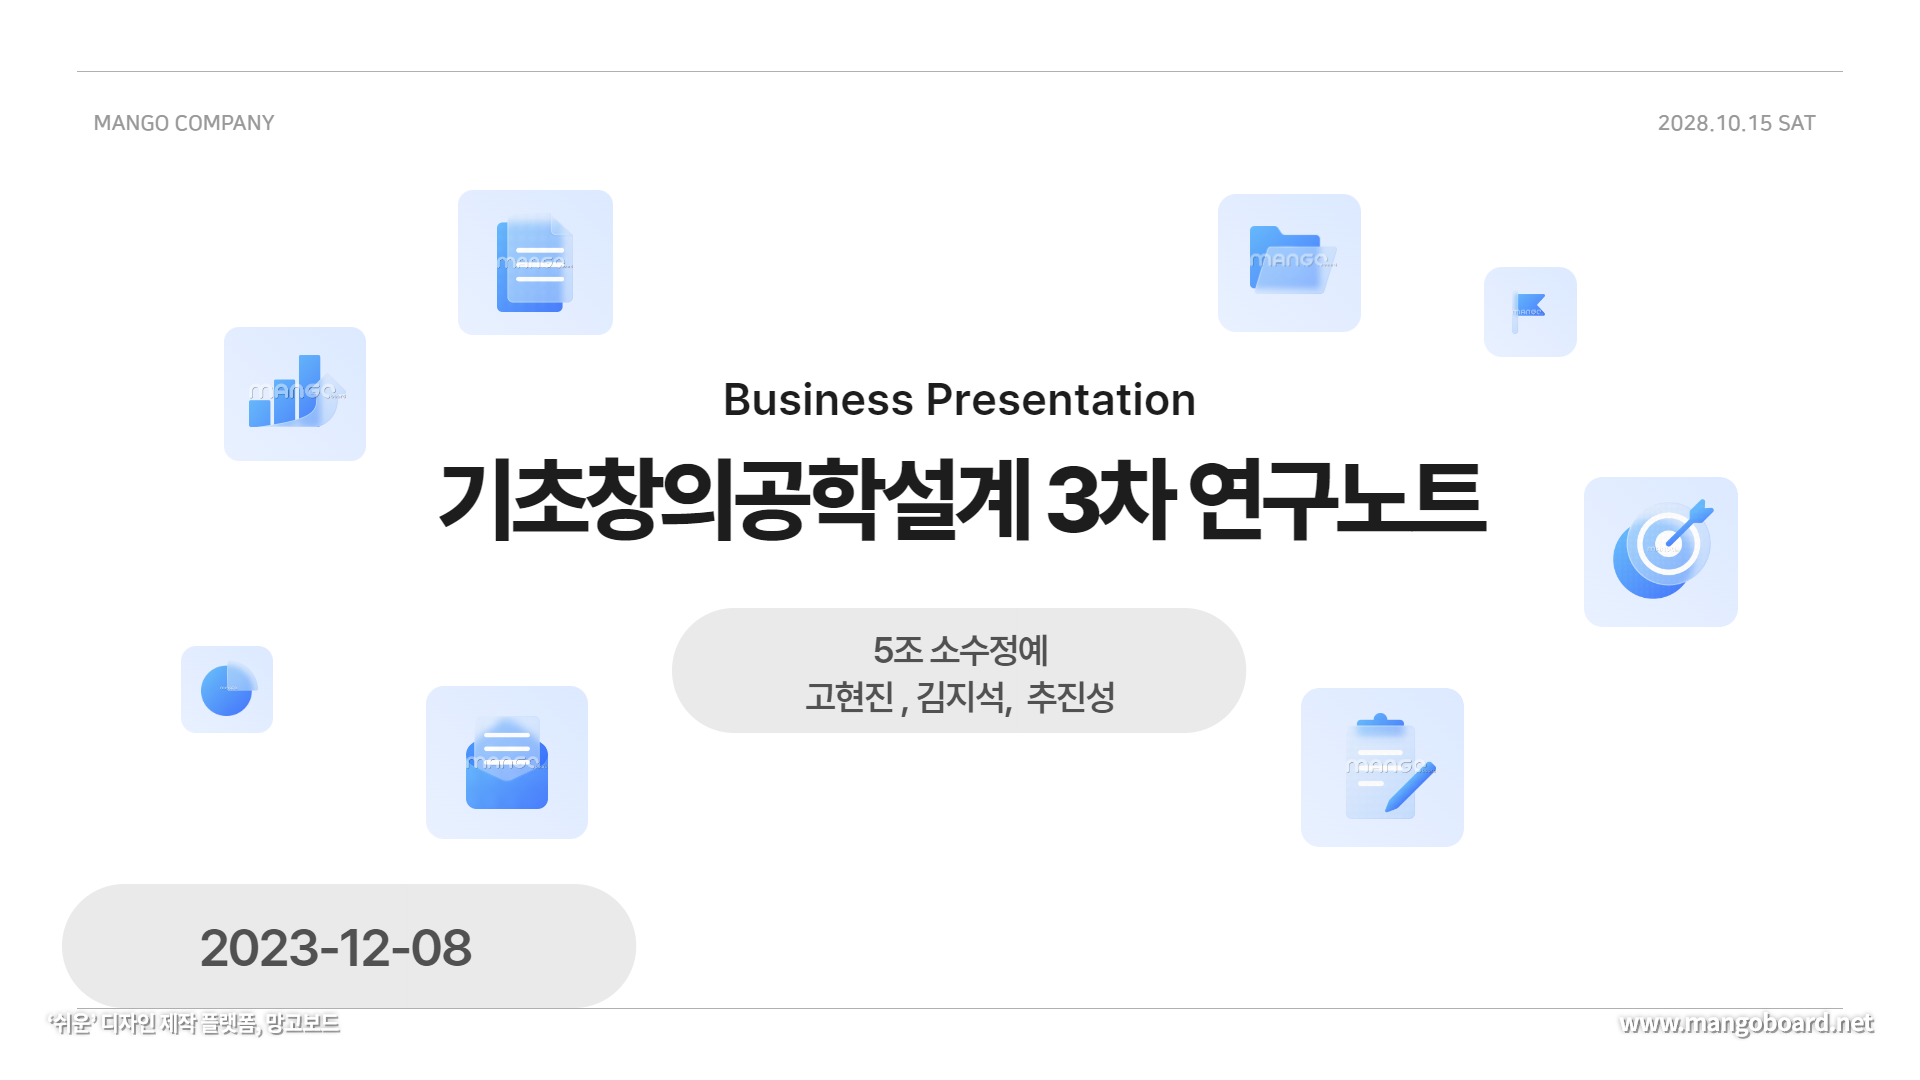 MANGO COMPANY
2028.10.15 SAT
Business Presentation
기초창의공학설계 3차 연구노트
5조 소수정예
고현진 , 김지석, 추진성
2023-12-08
‘쉬운’ 디자인 제작 플랫폼, 망고보드
www.mangoboard.net